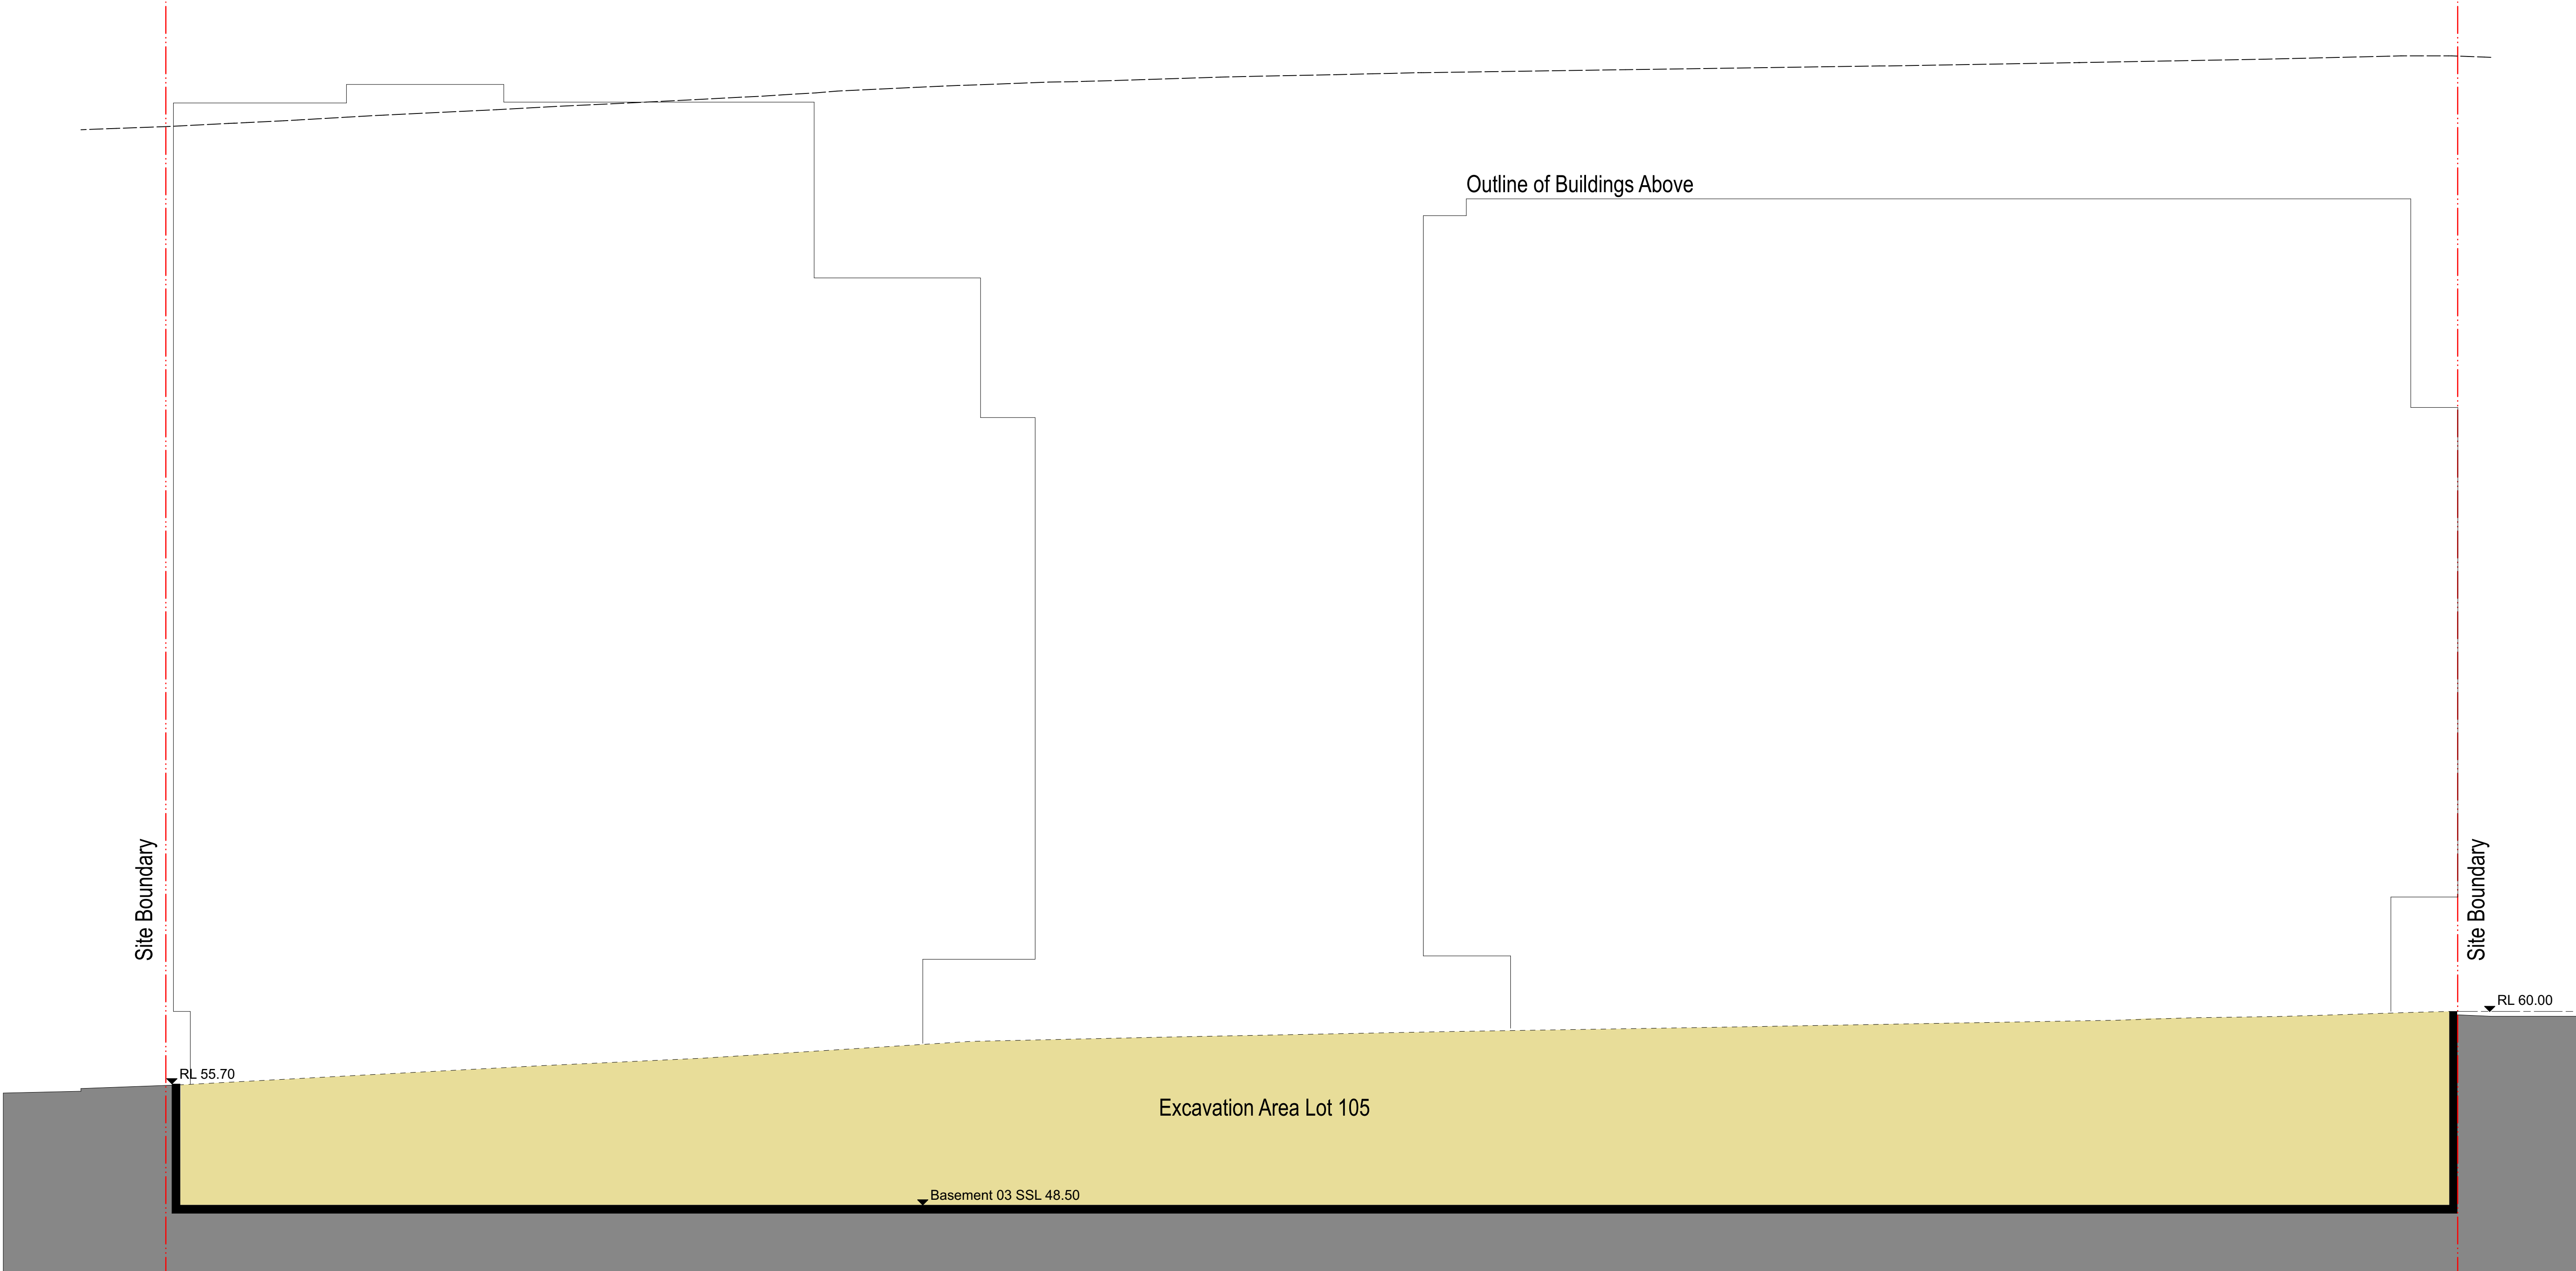 Outline of Buildings Above
Site Boundary
Site Boundary
RL 60.00
RL 55.70
Excavation Area Lot 105
Basement 03 SSL 48.50